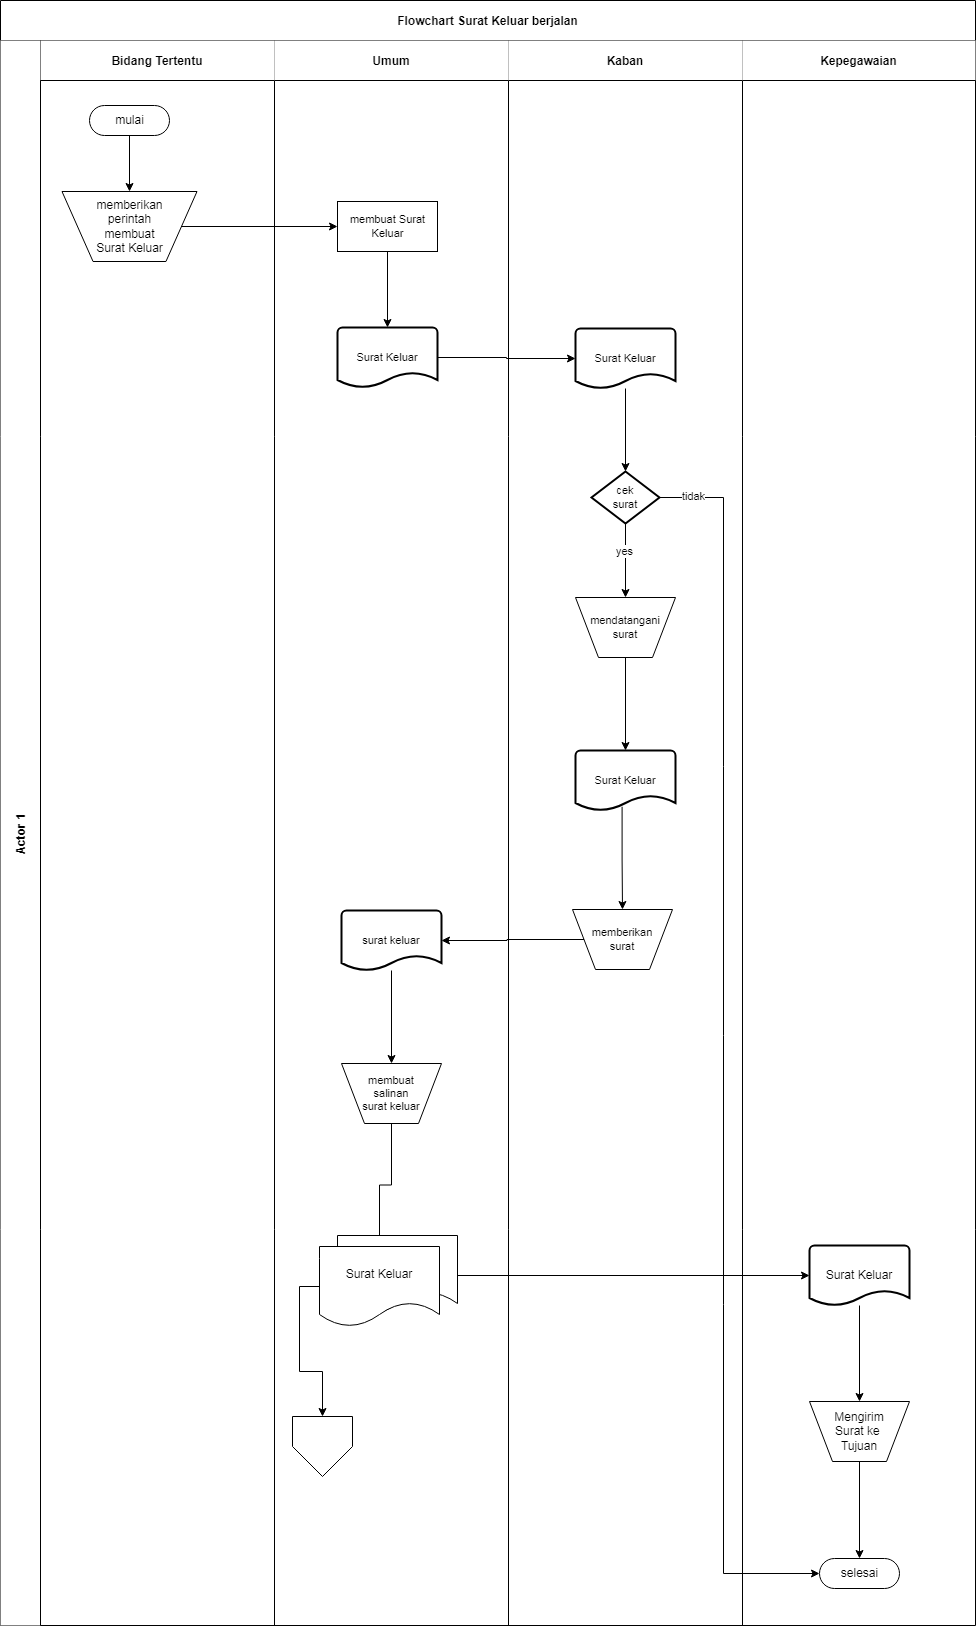 Flowchart Surat Keluar berjalan
Bidang Tertentu
Umum
Kaban
Kepegawaian
Actor 1
mulai
memberikan
perintah
membuat
Surat Keluar
membuat Surat
Keluar
Surat Keluar
Surat Keluar
cek
surat
tidak
yes
mendatangani
surat
Surat Keluar
memberikan
surat
surat keluar
membuat
salinan
surat keluar
Surat Keluar
Surat Keluar
Mengirim
Surat ke
Tujuan
selesai